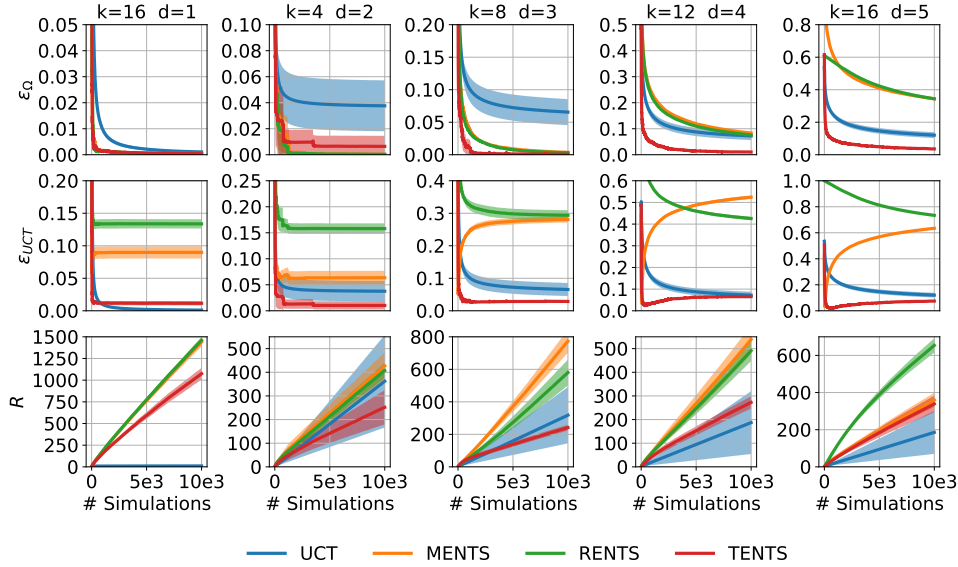 k=16 d=1 k=4 d=2 k=8 d=3 k=12 d=4 k=16 d=5
0.05 0.10 0.20 0.5 0.8
0.04 0.08 0.15 0.4 0.6
0.03 0.06 0.10 0.3 0.4
0.02 0.04 0.05 0.2 0.2
0.01 0.02 0.1
0.00 0.00 0.00 0.0 0.0
εΩ
0.20 0.25 0.4 0.6 1.0
0.15 0.20 0.3 0.5 0.8
0.10 0.15 0.2 0.4 0.6
0.05 0.10 0.1 0.3 0.4
0.00 0.05 0.0 0.2 0.2
0.00 0.1 0.0
0.0
εUCT
1500 500 800 500 600
1250 400 600 400 400
1000 300 400 300 200
750 200 200 200 0
500 100 0 100
250 0 0
0
R
0 5e3 10e3 0 5e3 10e3 0 5e3 10e3 0 5e3 10e3 0 5e3 10e3
# Simulations # Simulations # Simulations # Simulations # Simulations
UCT MENTS RENTS TENTS